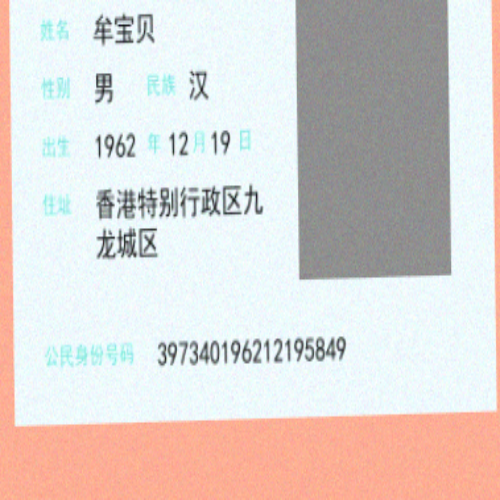 姓名 牟宝贝
性别 男 民族 汉
出生 1962 年 12 月 19 日
住址 香港特别行政区九
龙城区
公民身份号码 397340196212195849